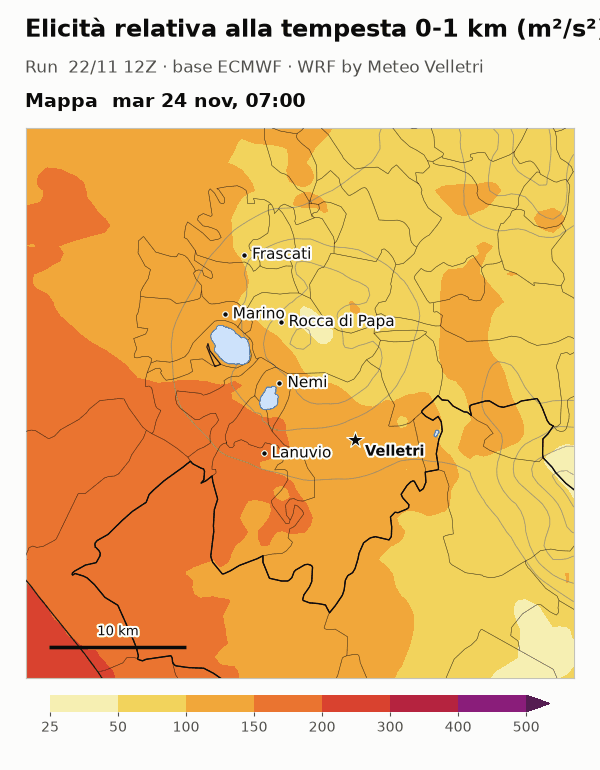 Elicità relativa alla tempesta 0-1 km (m²/s²)
Run  22/11 12Z · base ECMWF · WRF by Meteo Velletri
Mappa  mar 24 nov, 07:00
Frascati
Marino
Rocca di Papa
Nemi
Velletri
Lanuvio
10 km
25 50 100 150 200 300 400 500